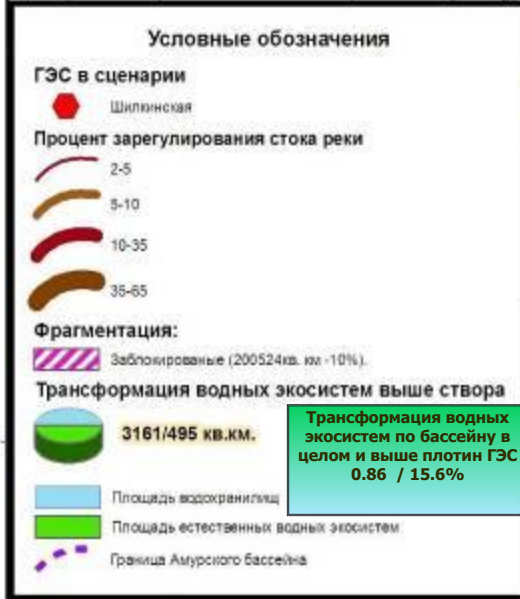 Условные обозначения
ГЭС в сценарии
Шилкинская
Процент зарегулирования стока реки
2-5
5-10
10-35
35-65
Фрагментация:
Заблокированые (200524кв. км -10%).
Трансформация водных экосистем выше створа
3161/495 кв.км.
Трансформация водных
экосистем по бассейну в
целом и выше плотин ГЭС
0.86 / 15.6%
Площадь водохранилищ
Площадь естественных водных экосистем
Граница Амурского бассейна